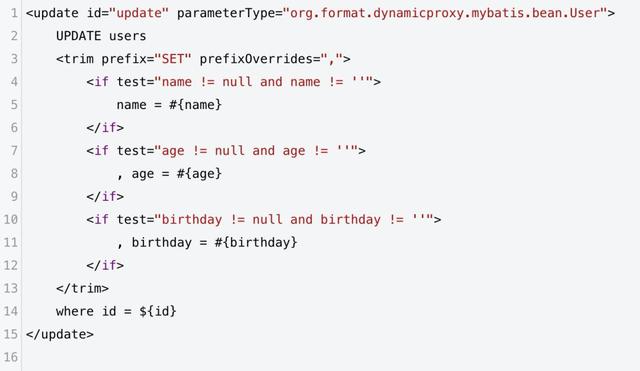 1 <update id="update" parameterType="org.format.dynamicproxy.mybatis.bean.User">
2     UPDATE users
3     <trim prefix="SET" prefixOverrides=",">
4         <if test="name != null and name != ''">
5             name = #{name}
6         </if>
7         <if test="age != null and age != ''">
8             , age = #{age}
9         </if>
10         <if test="birthday != null and birthday != ''">
11             , birthday = #{birthday}
12         </if>
13     </trim>
14     where id = ${id}
15 </update>
16